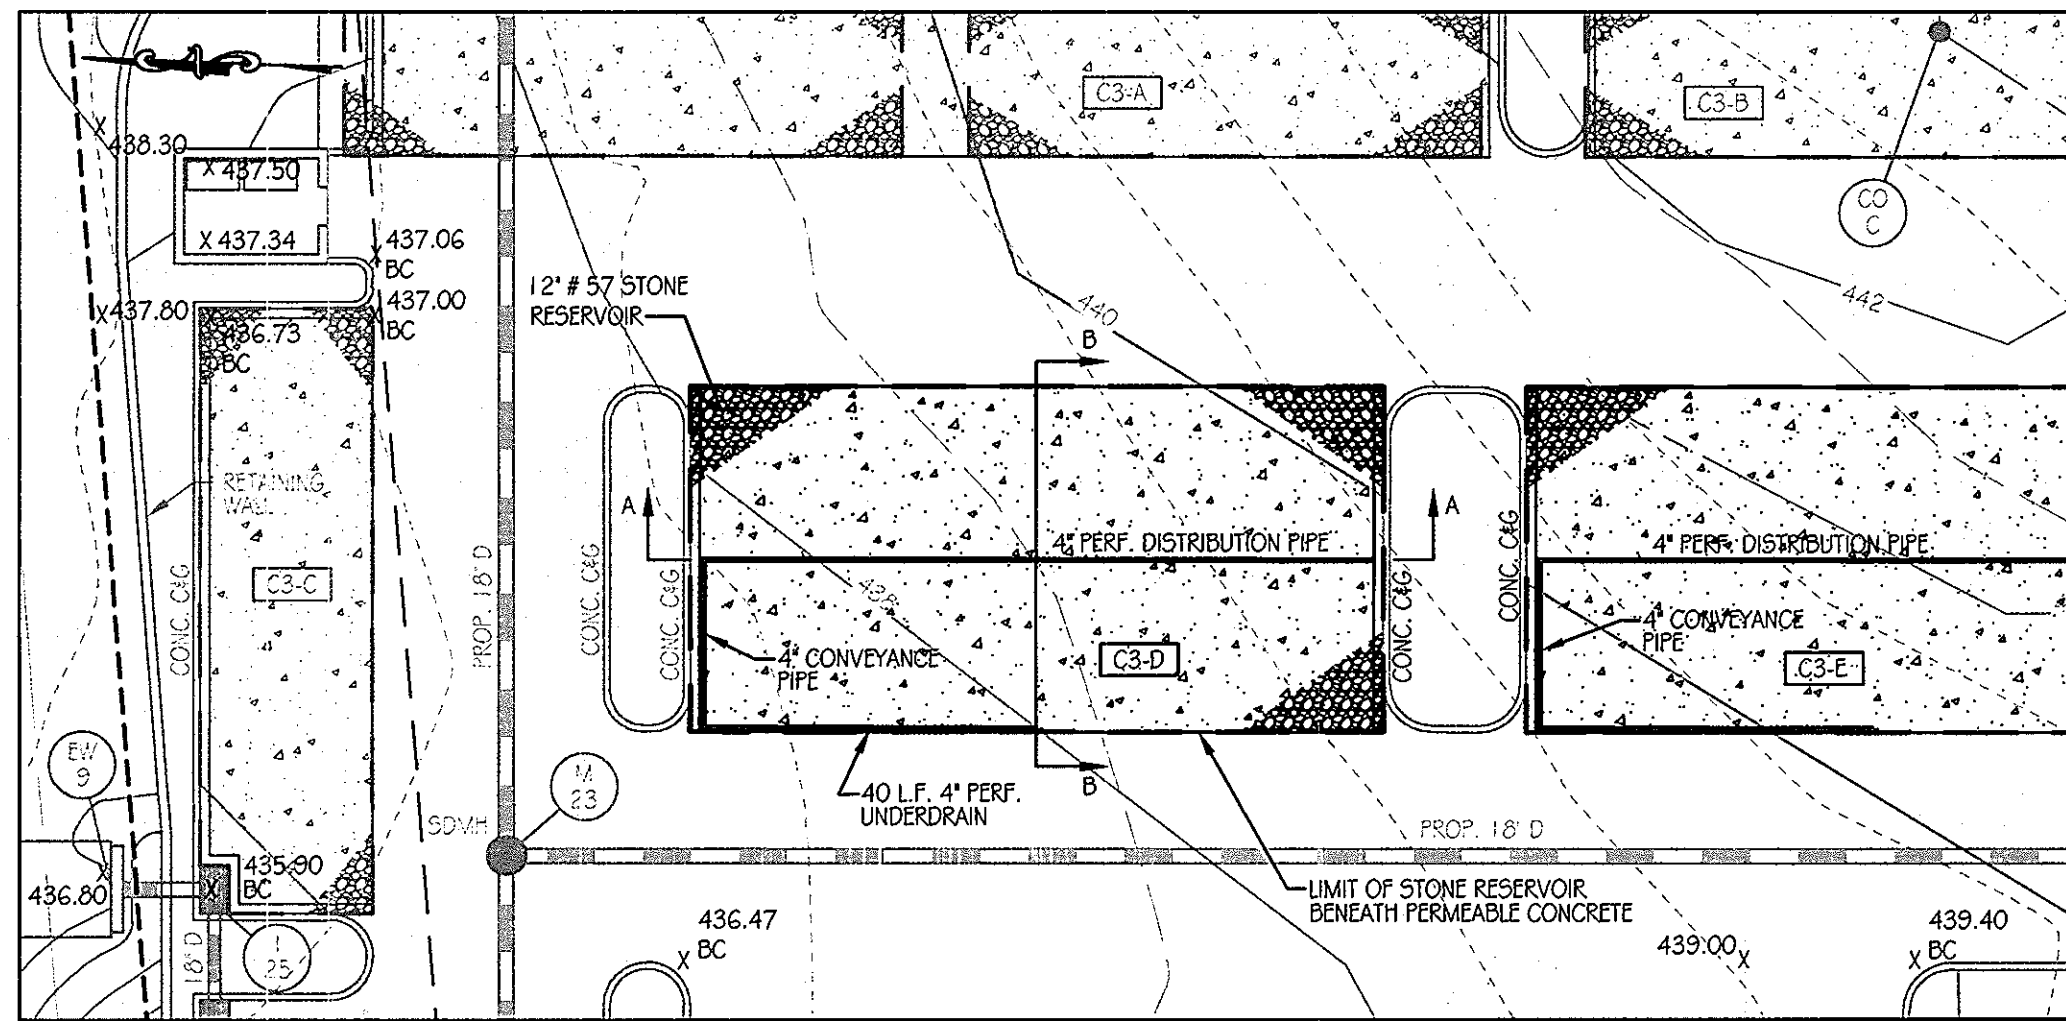 C3-A
C3-B
438.30
X 437.50
X 437.34
437.06
BC
CO
C
437.80
437.00
BC
436.73
BC
12" # 57 STONE
RESERVOIR
440
442
B
RETAINING
WALL
A
A
4" PERF. DISTRIBUTION PIPE
4" PERF. DISTRIBUTION PIPE
CONC. C&G
C3-C
PROP. 18" D
CONC. C&G
CONC. C&G
438
CONC. C&G
CONC. C&G
4" CONVEYANCE
PIPE
C3-D
4" CONVEYANCE
PIPE
C3-E
EW
9
M
23
B
40 L.F. 4" PERF.
UNDERDRAIN
SDMH
PROP. 18" D
435.90
BC
436.80
LIMIT OF STONE RESERVOIR
BENEATH PERMEABLE CONCRETE
436.47
X BC
439.40
X BC
439.00 X
18" D
I
25